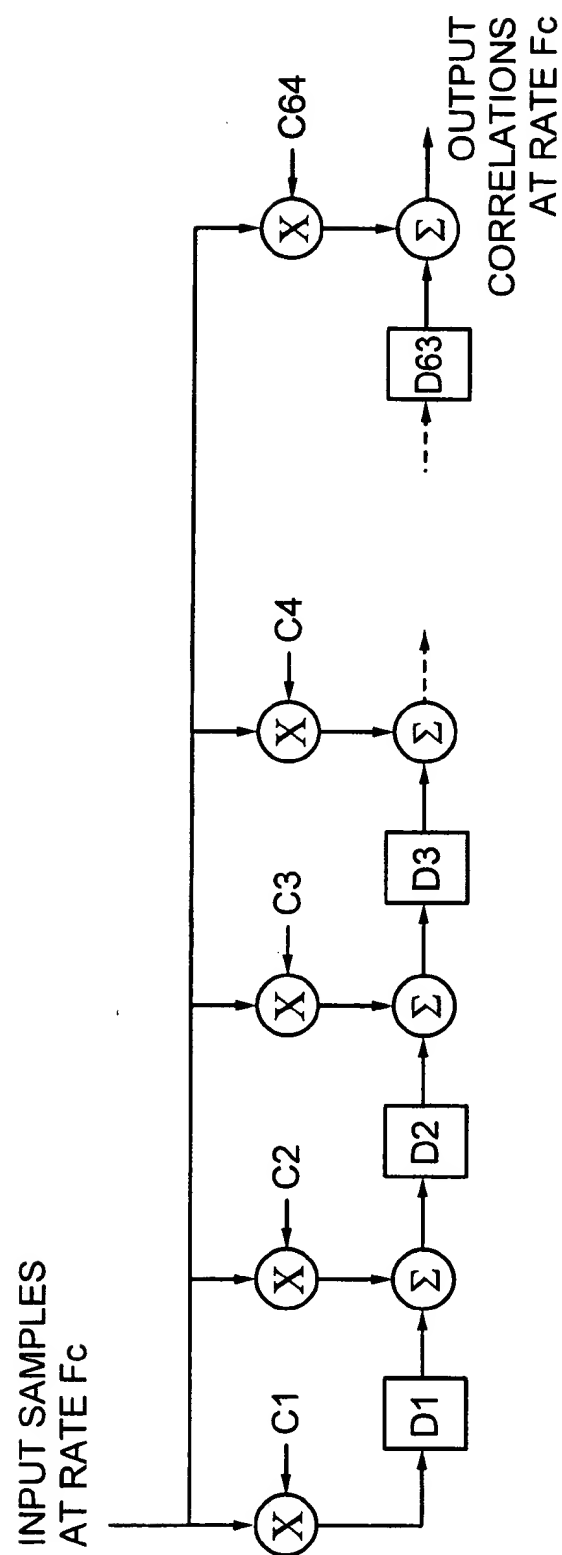 INPUT SAMPLES
AT RATE Fc
C1
C2
C3
C4
C64
X
X
X
X
X
D1
Σ
D2
Σ
D3
Σ
D63
Σ
OUTPUT
CORRELATIONS
AT RATE Fc